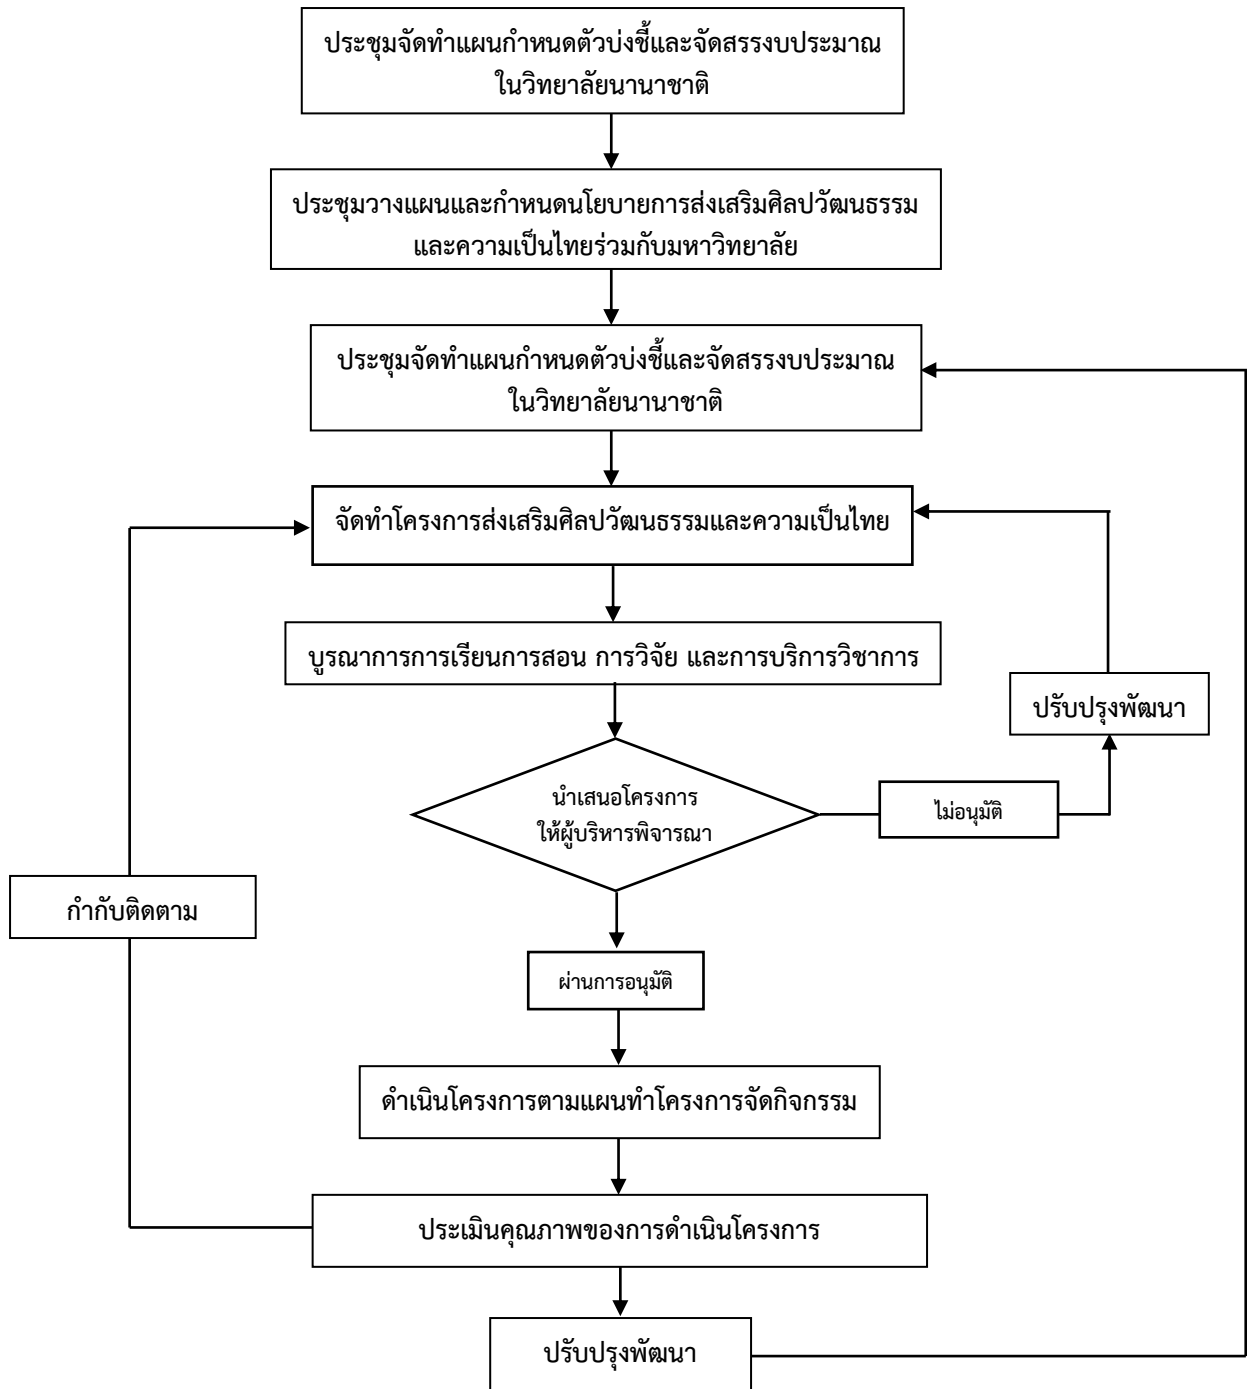 ประชุมจัดทำแผนกำหนดตัวบ่งชี้และจัดสรรงบประมาณ
ในวิทยาลัยนานาชาติ
ประชุมวางแผนและกำหนดนโยบายการส่งเสริมศิลปวัฒนธรรม
และความเป็นไทยร่วมกับมหาวิทยาลัย
ประชุมจัดทำแผนกำหนดตัวบ่งชี้และจัดสรรงบประมาณ
ในวิทยาลัยนานาชาติ
จัดทำโครงการส่งเสริมศิลปวัฒนธรรมและความเป็นไทย
บูรณาการการเรียนการสอน การวิจัย และการบริการวิชาการ
ปรับปรุงพัฒนา
นำเสนอโครงการ
ให้ผู้บริหารพิจารณา
ไม่อนุมัติ
กำกับติดตาม
ผ่านการอนุมัติ
ดำเนินโครงการตามแผนทำโครงการจัดกิจกรรม
ประเมินคุณภาพของการดำเนินโครงการ
ปรับปรุงพัฒนา